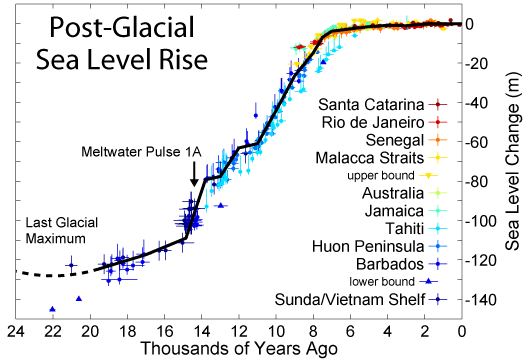 Post-Glacial
Sea Level Rise
Meltwater Pulse 1A
Last Glacial
Maximum
Santa Catarina
Rio de Janeiro
Senegal
Malacca Straits
upper bound
Australia
Jamaica
Tahiti
Huon Peninsula
Barbados
lower bound
Sunda/Vietnam Shelf
0
-20
-40
-60
-80
-100
-120
-140
Sea Level Change (m)
24 22 20 18 16 14 12 10 8 6 4 2 0
Thousands of Years Ago